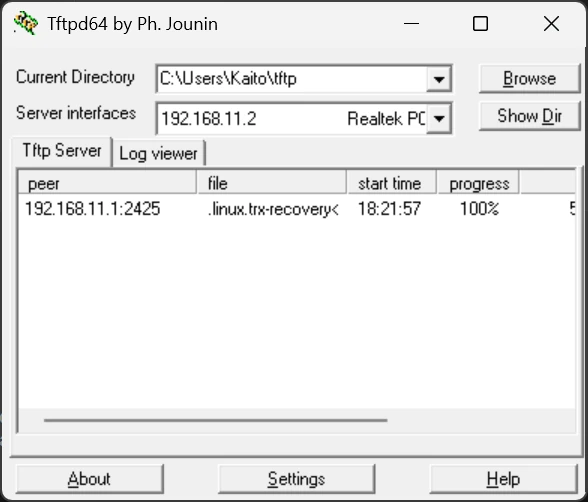 Tftpd64 by Ph. Jounin
Current Directory C:\Users\Kaito\tftp Browse
Server interfaces 192.168.11.2 Realtek PC Show Dir
Tftp Server Log viewer
peer file start time progress
192.168.11.1:2425 .linux.trx-recovery< 18:21:57 100% 5
About Settings Help